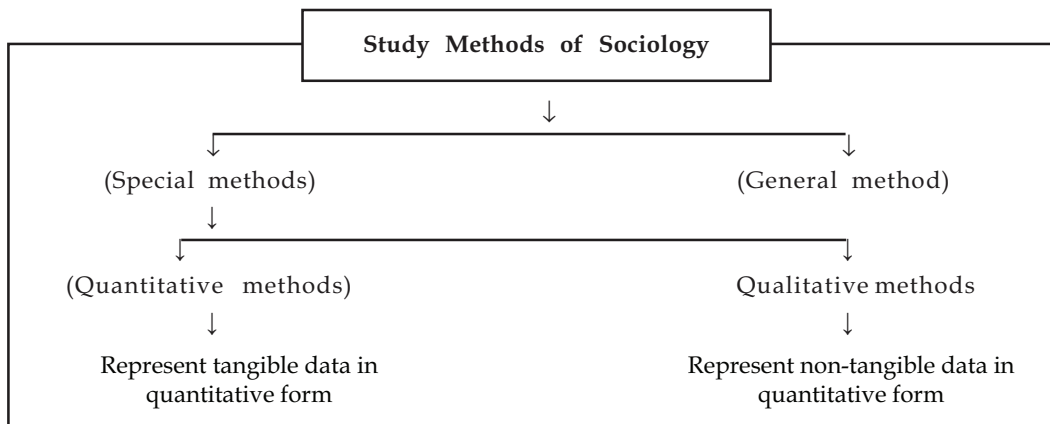 Study Methods of Sociology
↓
↓ ↓
(Special methods) (General method)
↓
↓ ↓
(Quantitative methods) Qualitative methods
↓ ↓
Represent tangible data in Represent non-tangible data in
quantitative form quantitative form